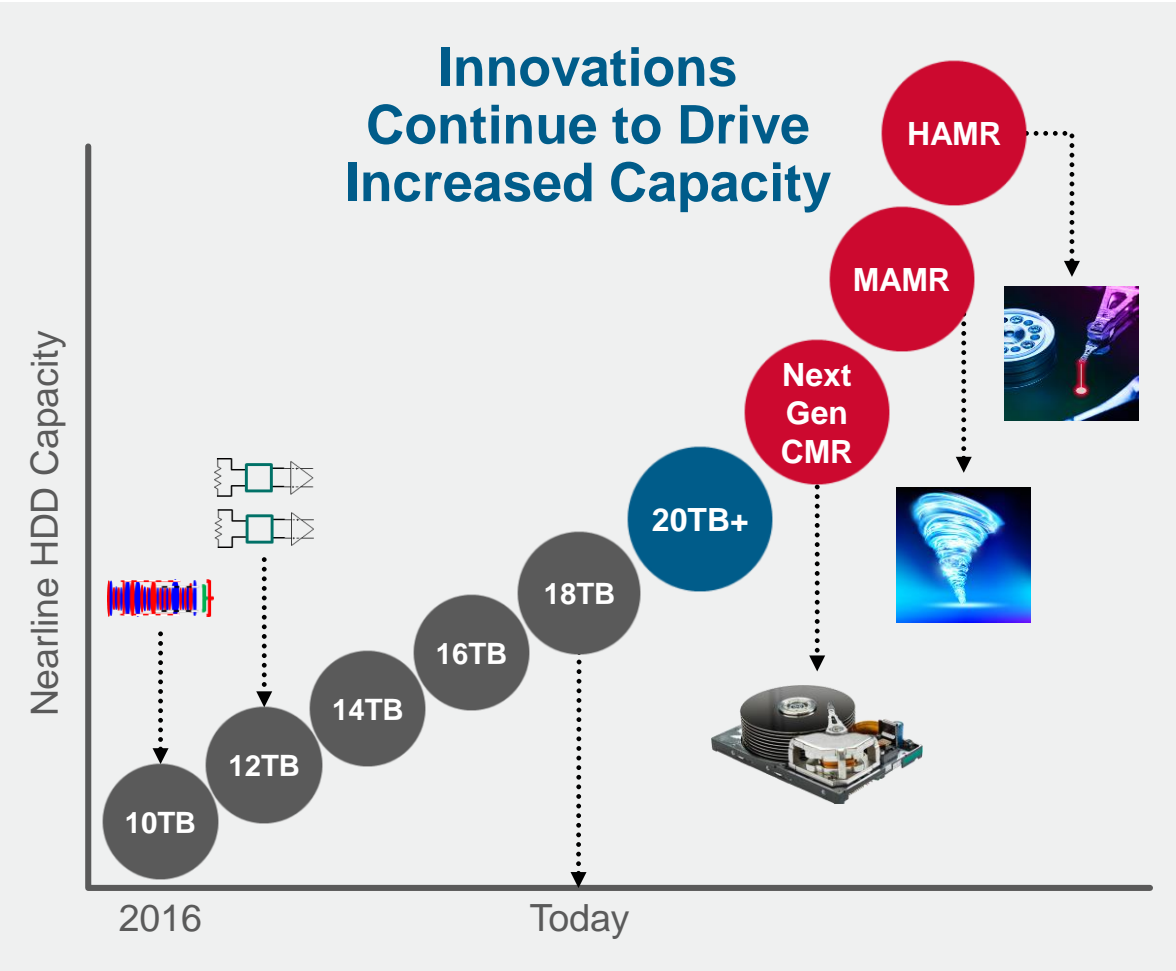 Innovations
Continue to Drive
Increased Capacity
HAMR
MAMR
Next
Gen
CMR
20TB+
18TB
16TB
14TB
12TB
10TB
Nearline HDD Capacity
2016
Today